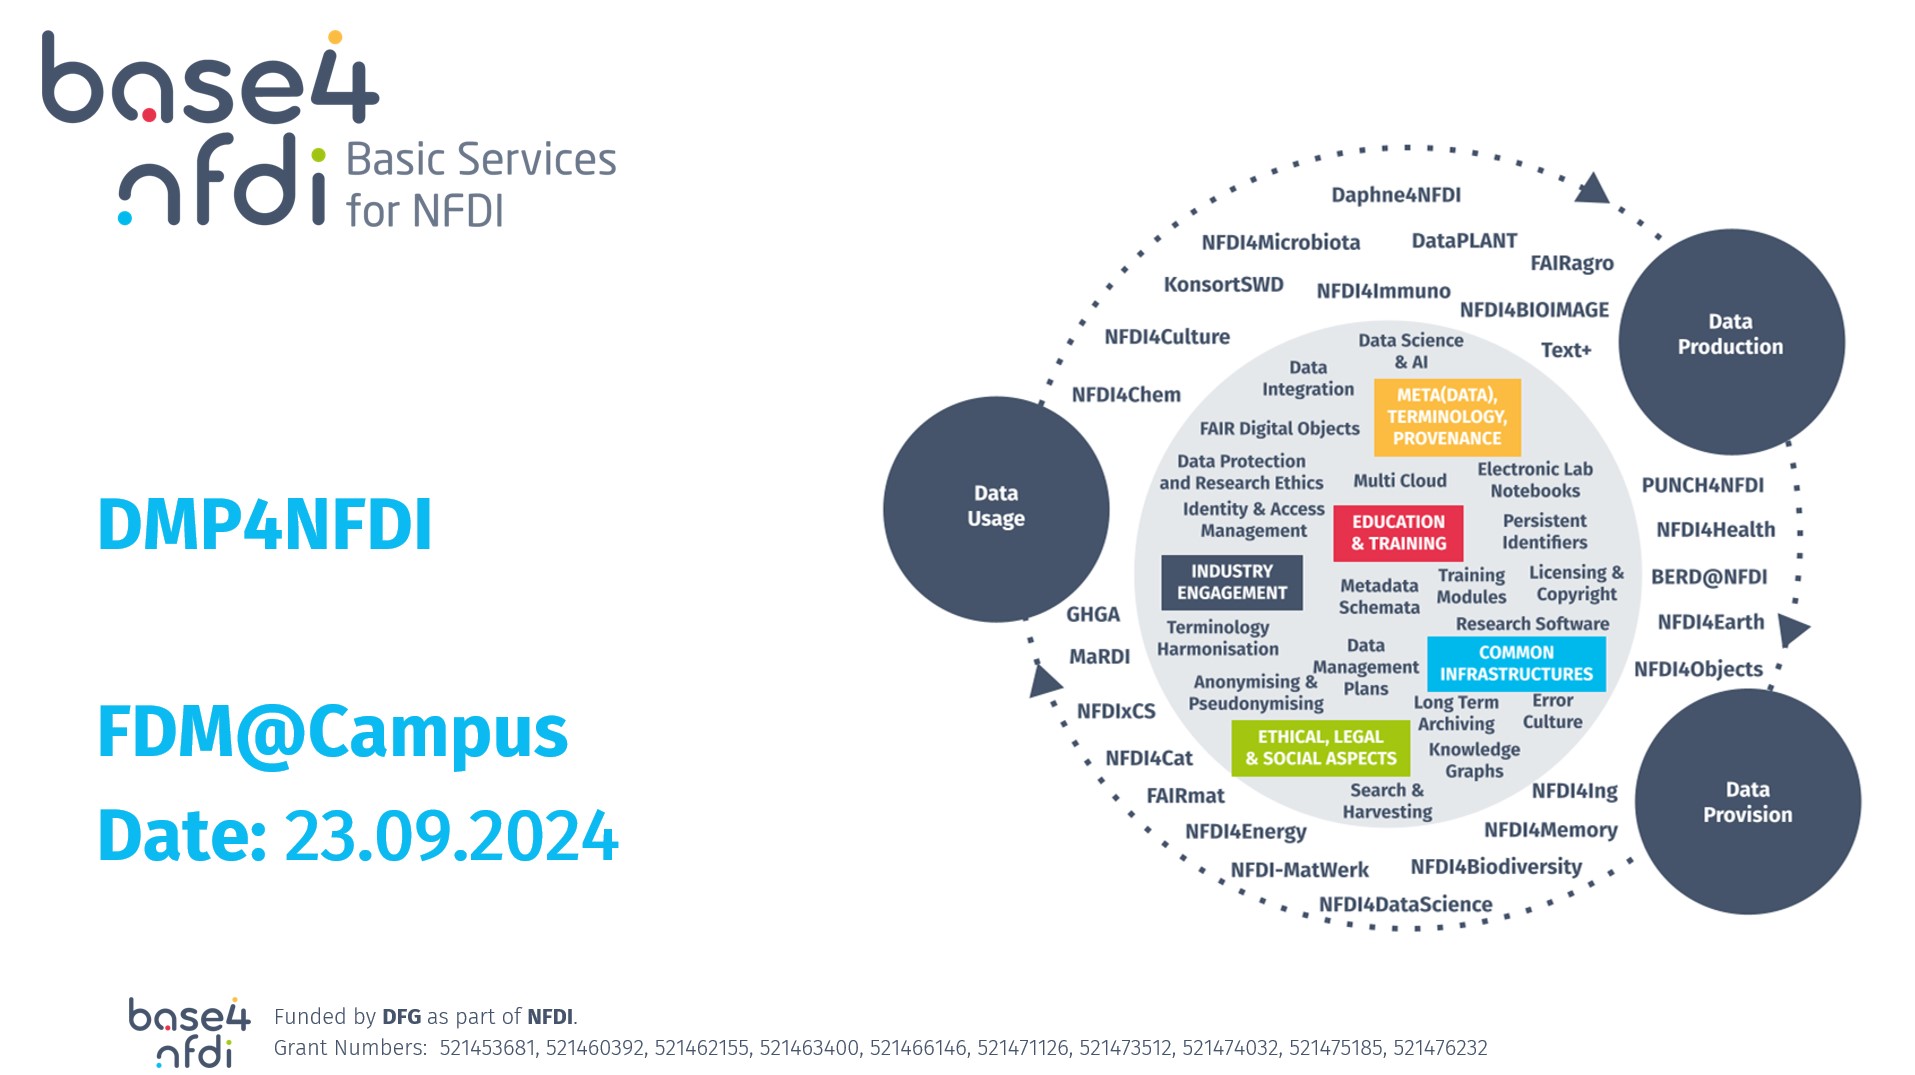 base4
nfdi
Basic Services
for NFDI
DMP4NFDI
FDM@Campus
Date: 23.09.2024
Daphne4NFDI
NFDI4Microbiota
DataPLANT
FAIRagro
KonsortSWD
NFDI4Immuno
NFDI4BIOIMAGE
NFDI4Culture
Text+
NFDI4Chem
Data
Production
Data
Usage
Data Science
& AI
Data
Integration
META(DATA),
TERMINOLOGY,
PROVENANCE
FAIR Digital Objects
Data Protection
and Research Ethics
Multi Cloud
Electronic Lab
Notebooks
Identity & Access
Management
EDUCATION
& TRAINING
Persistent
Identifiers
INDUSTRY
ENGAGEMENT
Metadata
Schemata
Training
Modules
Licensing &
Copyright
Research Software
Terminology
Harmonisation
Data
Management
Plans
COMMON
INFRASTRUCTURES
Anonymising &
Pseudonymising
Long Term
Archiving
Error
Culture
ETHICAL, LEGAL
& SOCIAL ASPECTS
Knowledge
Graphs
Search &
Harvesting
PUNCH4NFDI
NFDI4Health
BERD@NFDI
NFDI4Earth
NFDI4Objects
Data
Provision
GHGA
MaRDI
NFDIxCS
NFDI4Cat
FAIRmat
NFDI4Energy
NFDI-MatWerk
NFDI4DataScience
NFDI4Biodiversity
NFDI4Memory
NFDI4Ing
base4
nfdi
Funded by DFG as part of NFDI.
Grant Numbers: 521453681, 521460392, 521462155, 521463400, 521466146, 521471126, 521473512, 521474032, 521475185, 521476232